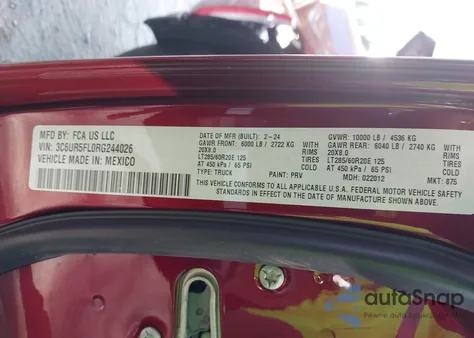 MFD BY: FCA US LLC
VIN: 3C6UR5FL0RG244026
MADE IN: MEXICO
DATE OF MFR (BUILT): 2-24 GVWR: 10000 LB / 4536 KG
GAWR FRONT: 6000 LB / 2722 KG WITH GAWR REAR: 6040 LB / 2740 KG WITH
20X8.0 RIMS 20X8.0 RIMS
LT285/60R20E 125 TIRES LT285/60R20E 125 TIRES
AT 450 kPa / 65 PSI AT 450 kPa / 65 PSI
TYPE: TRUCK PAINT: PRV MDH: 022012 MKT: 875
THIS VEHICLE CONFORMS TO ALL APPLICABLE U.S.A. FEDERAL MOTOR VEHICLE SAFETY
STANDARDS IN EFFECT ON THE DATE OF MANUFACTURE SHOWN ABOVE
autoSnap